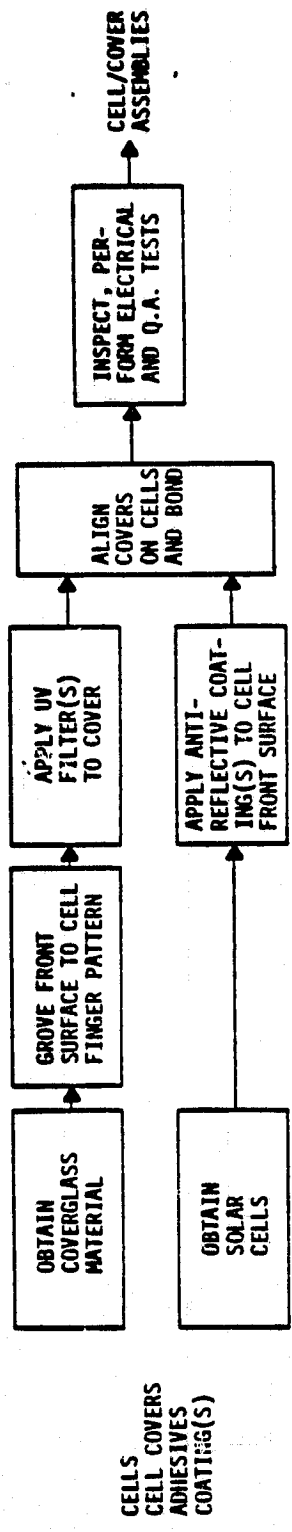 CELLS
CELL COVERS
ADHESIVES
COATING(S)
OBTAIN
COVERGLASS
MATERIAL
GROVE FRONT
SURFACE TO CELL
FINGER PATTERN
APPLY UV
FILTER(S)
TO COVER
OBTAIN
SOLAR
CELLS
APPLY ANTI-
REFLECTIVE COAT-
ING(S) TO CELL
FRONT SURFACE
ALIGN
COVERS
ON CELLS
AND BOND
INSPECT, PER-
FORM ELECTRICAL
AND Q.A. TESTS
CELL/COVER
ASSEMBLIES